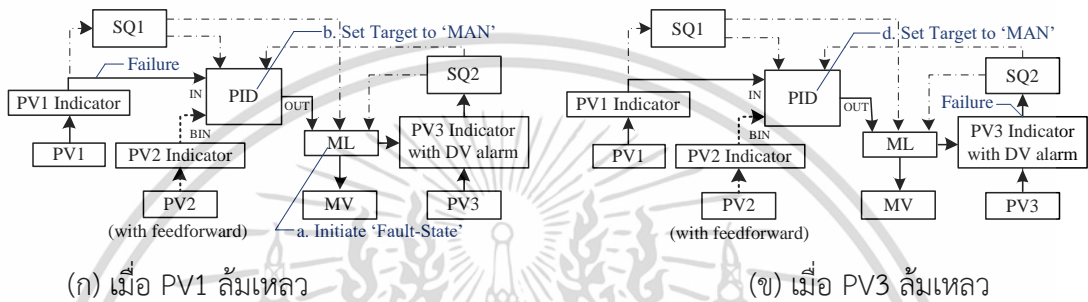 SQ1
b. Set Target to ‘MAN’
Failure
SQ2
PID
IN
OUT
BIN
PV1 Indicator
PV1
PV2 Indicator
PV2
(with feedforward)
ML
MV
PV3 Indicator
with DV alarm
PV3
a. Initiate ‘Fault-State’
(ก) เมื่อ PV1 ล้มเหลว
SQ1
d. Set Target to ‘MAN’
SQ2
Failure
PID
IN
OUT
BIN
PV1 Indicator
PV1
PV2 Indicator
PV2
(with feedforward)
ML
MV
PV3 Indicator
with DV alarm
PV3
(ข) เมื่อ PV3 ล้มเหลว